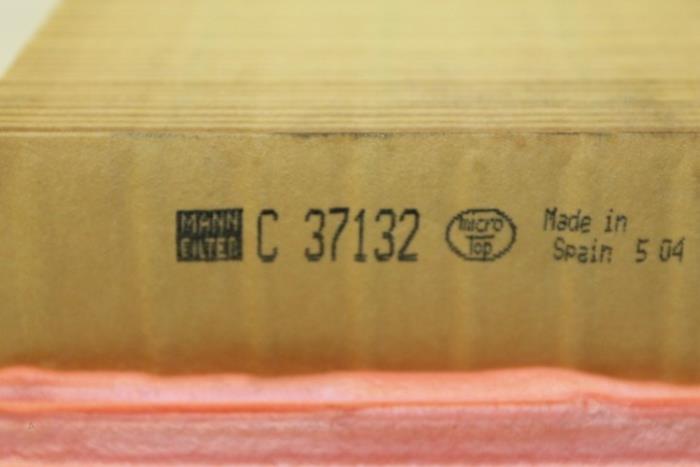 MANN
FILTER
C 37132
micro
Top
Made in
Spain 5 04